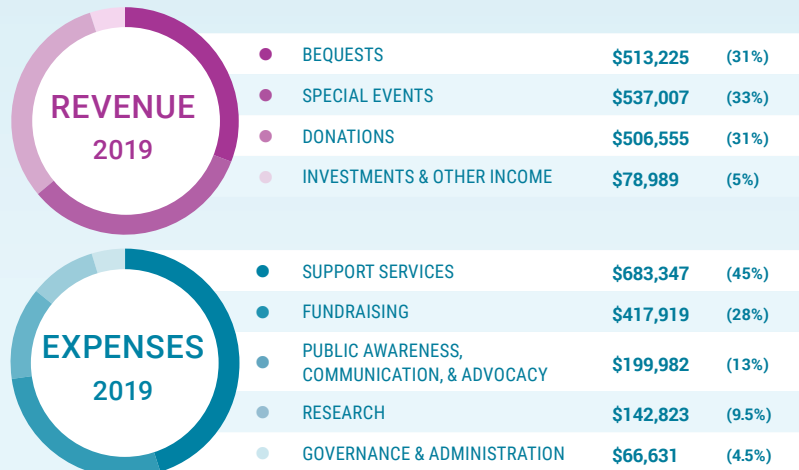 REVENUE
2019
BEQUESTS $513,225 (31%)
SPECIAL EVENTS $537,007 (33%)
DONATIONS $506,555 (31%)
INVESTMENTS & OTHER INCOME $78,989 (5%)
EXPENSES
2019
SUPPORT SERVICES $683,347 (45%)
FUNDRAISING $417,919 (28%)
PUBLIC AWARENESS,
COMMUNICATION, & ADVOCACY $199,982 (13%)
RESEARCH $142,823 (9.5%)
GOVERNANCE & ADMINISTRATION $66,631 (4.5%)